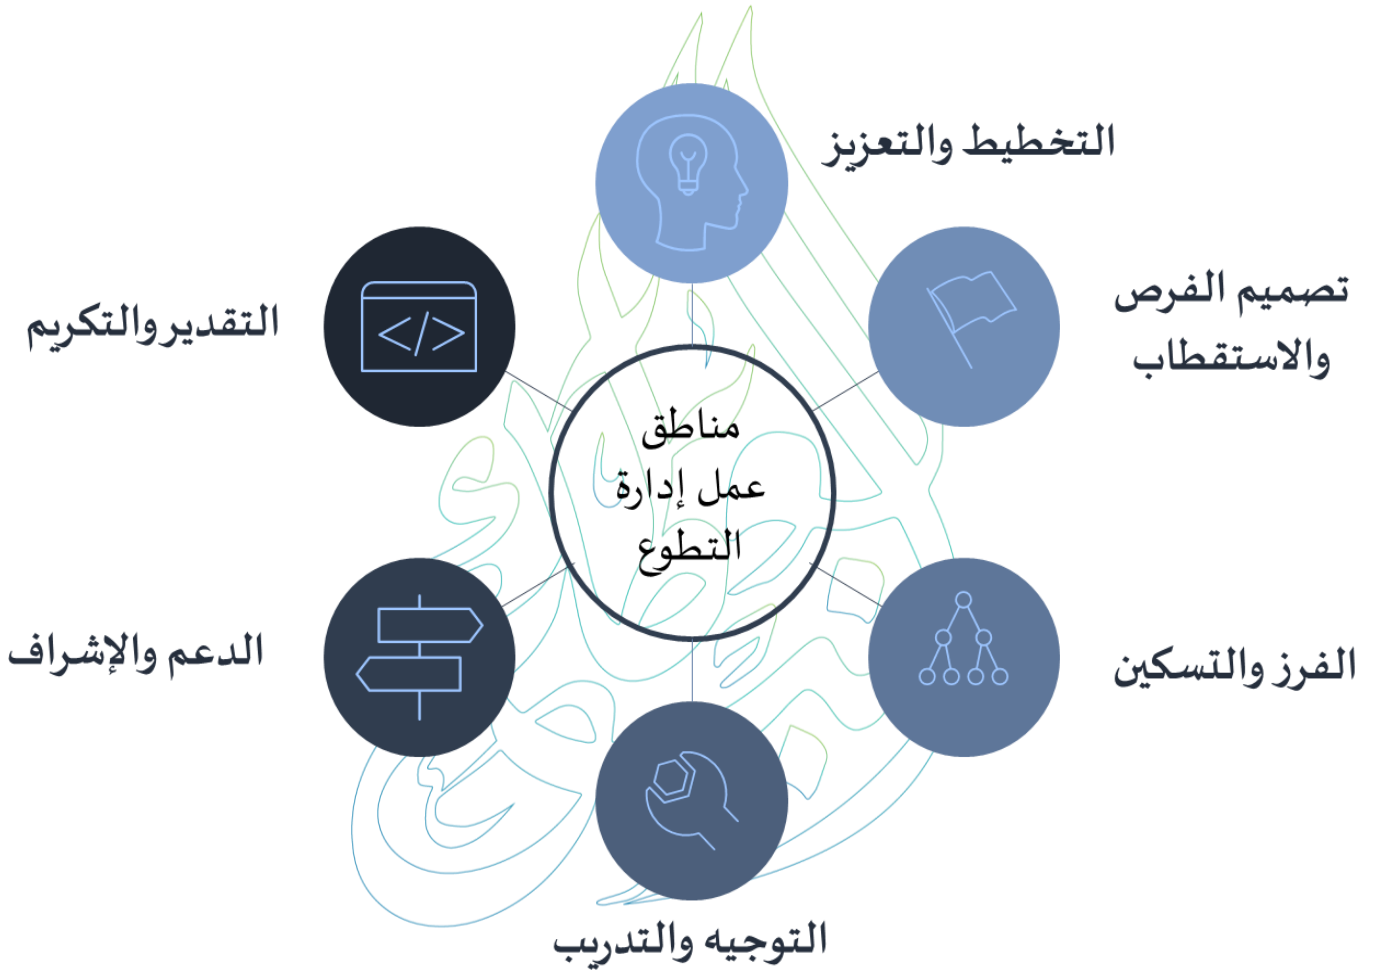 التخطيط والتعزيز
تصميم الفرص
والاستقطاب
الفرز والتسكين
التوجيه والتدريب
الدعم والإشراف
التقدير والتكريم
مناطق
عمل إدارة
التطوع